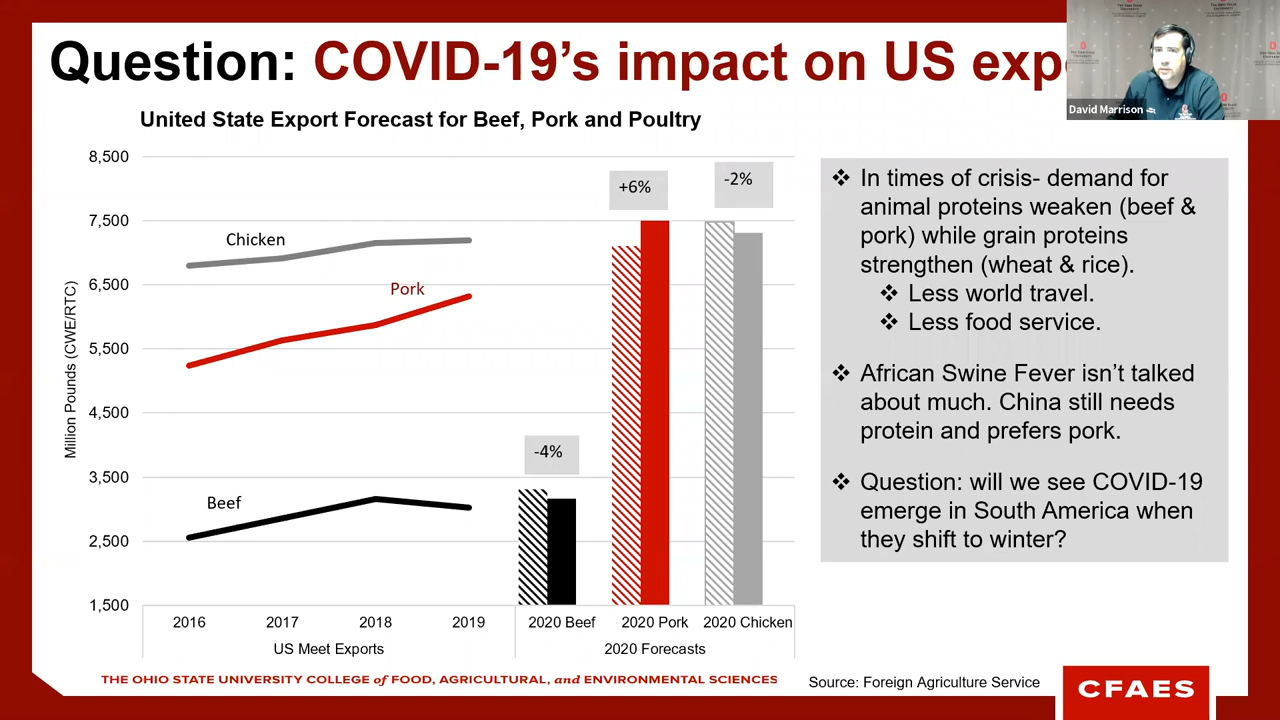 Question: COVID-19's impact on US exp
David Marrison
United State Export Forecast for Beef, Pork and Poultry
8,500
7,500
6,500
5,500
4,500
3,500
2,500
1,500
Million Pounds (CWE/RTC)
Chicken
Pork
Beef
-4%
+6%
-2%
2016 2017 2018 2019 2020 Beef 2020 Pork 2020 Chicken
US Meet Exports 2020 Forecasts
❖ In times of crisis- demand for
animal proteins weaken (beef &
pork) while grain proteins
strengthen (wheat & rice).
❖ Less world travel.
❖ Less food service.
❖ African Swine Fever isn't talked
about much. China still needs
protein and prefers pork.
❖ Question: will we see COVID-19
emerge in South America when
they shift to winter?
THE OHIO STATE UNIVERSITY COLLEGE of FOOD, AGRICULTURAL, and ENVIRONMENTAL SCIENCES
Source: Foreign Agriculture Service
CFAES